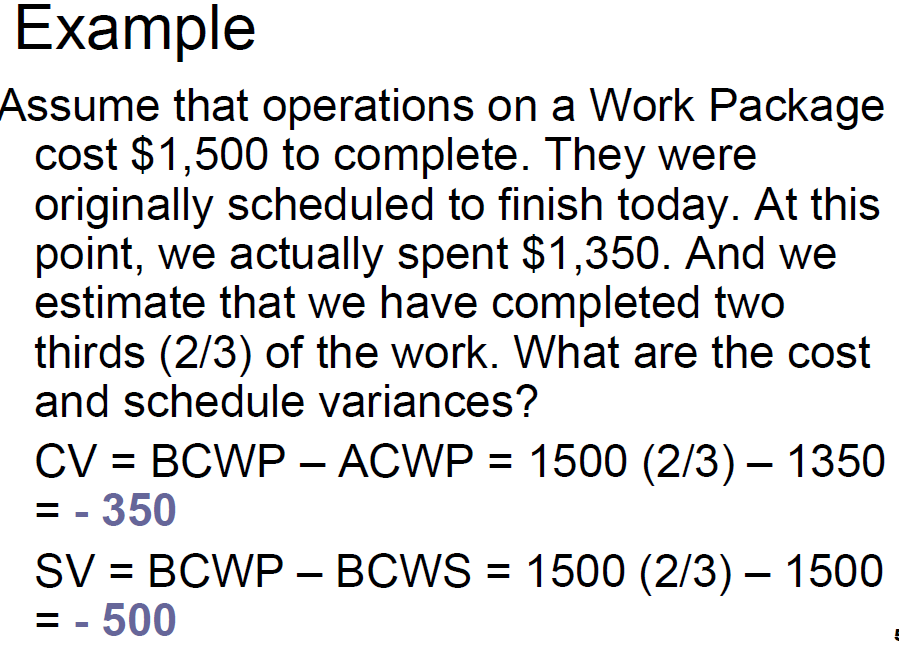 Example
Assume that operations on a Work Package
cost $1,500 to complete. They were
originally scheduled to finish today. At this
point, we actually spent $1,350. And we
estimate that we have completed two
thirds (2/3) of the work. What are the cost
and schedule variances?
CV = BCWP – ACWP = 1500 (2/3) – 1350
= - 350
SV = BCWP – BCWS = 1500 (2/3) – 1500
= - 500